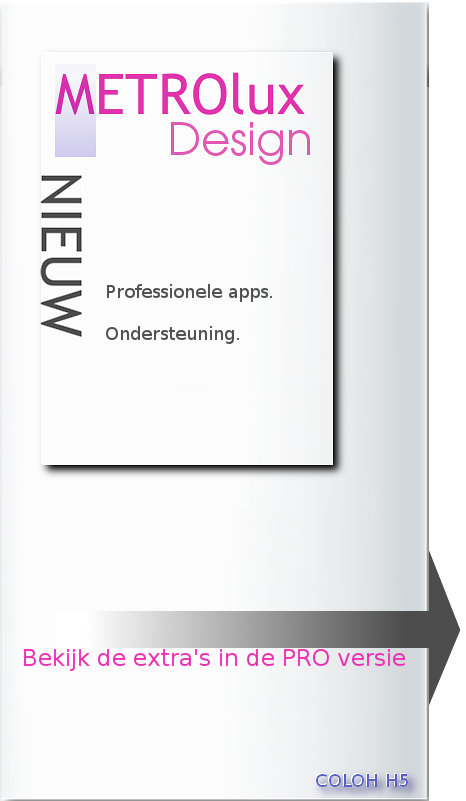 METROlux
Design
NIEUW
Professionele apps.
Ondersteuning.
Bekijk de extra's in de PRO versie
COLOH H5